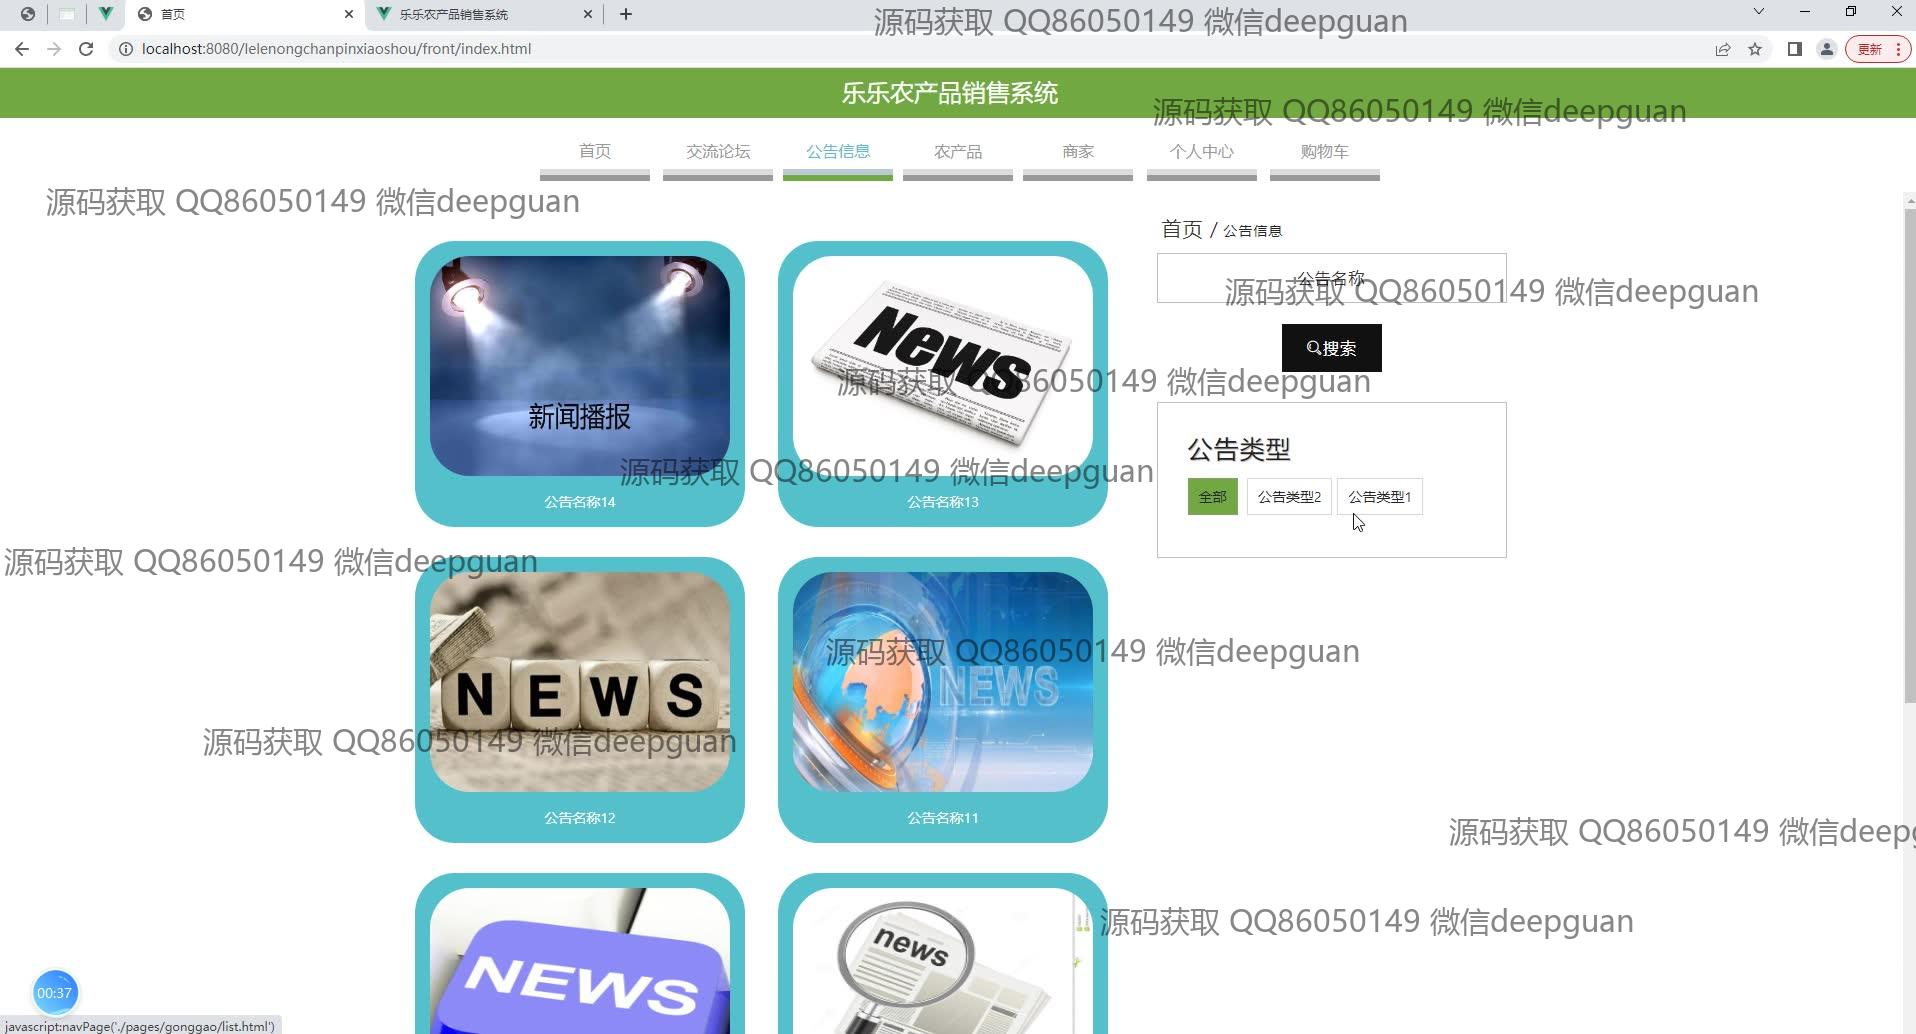 首页
乐乐农产品销售系统
源码获取 QQ86050149 微信deepguan
localhost:8080/lelenongchanpinxiaoshou/front/index.html
更新
乐乐农产品销售系统
源码获取 QQ86050149 微信deepguan
首页
交流论坛
公告信息
农产品
商家
个人中心
购物车
源码获取 QQ86050149 微信deepguan
首页 / 公告信息
公告名称
源码获取 QQ86050149 微信deepguan
搜索
News
源码获取 QQ86050149 微信deepguan
新闻播报
公告类型
源码获取 QQ86050149 微信deepguan
公告名称14
公告名称13
全部
公告类型2
公告类型1
源码获取 QQ86050149 微信deepguan
源码获取 QQ86050149 微信deepguan
NEWS
NEWS
源码获取 QQ86050149 微信deepguan
公告名称12
公告名称11
源码获取 QQ86050149 微信deep
源码获取 QQ86050149 微信deepguan
news
NEWS
00:37
javascript:navPage('./pages/gonggao/list.html')